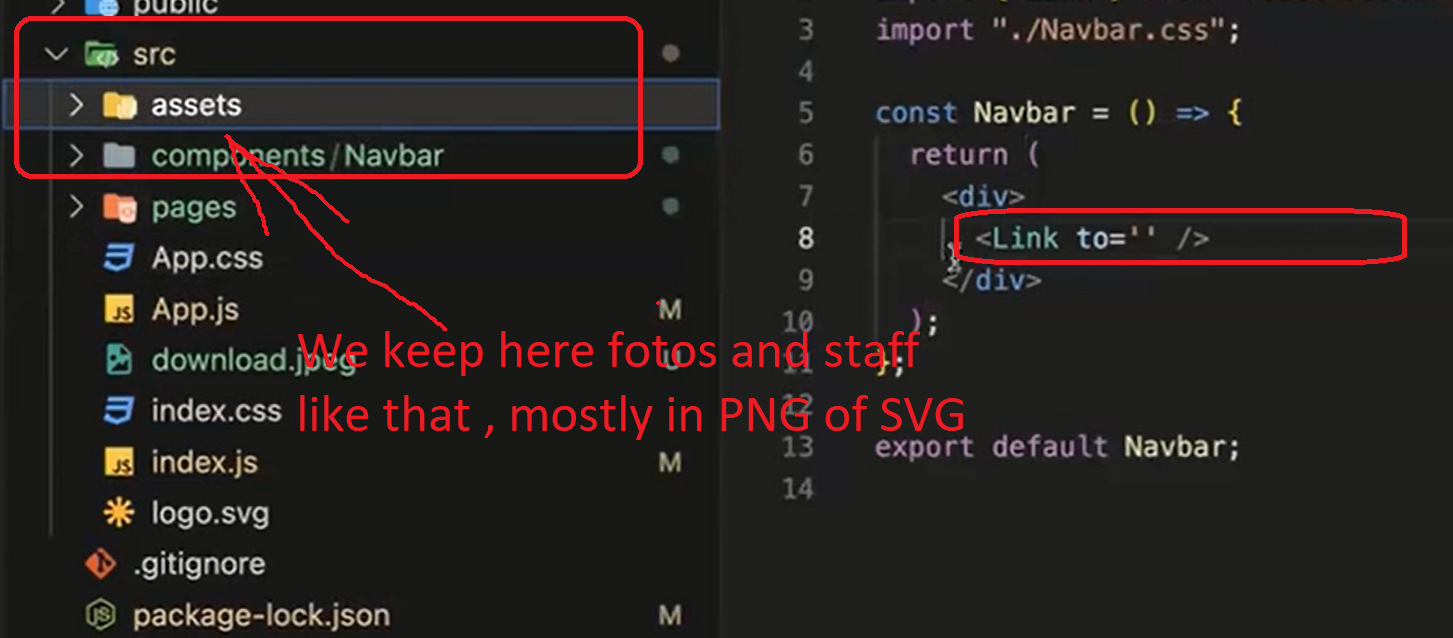 public
src
assets
components/Navbar
pages
App.css
App.js M
download.jpeg U
index.css
index.js M
logo.svg
.gitignore
package-lock.json M
We keep here fotos and staff
like that , mostly in PNG of SVG
3 import "./Navbar.css";
4
5 const Navbar = () => {
6 return (
7 <div>
8 <Link to='' />
9 </div>
10 );
11 };
12
13 export default Navbar;
14